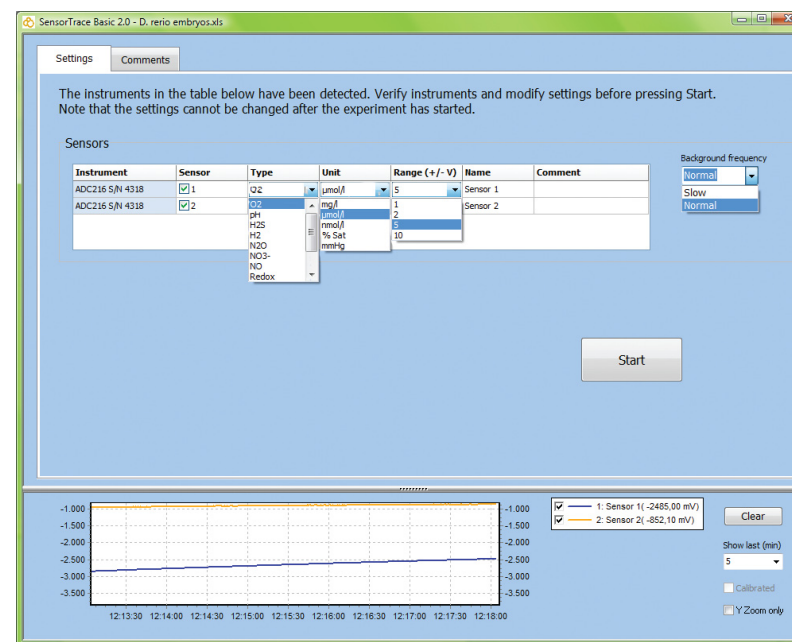 SensorTrace Basic 2.0 - D. rerio embryos.xls
Settings Comments
The instruments in the table below have been detected. Verify instruments and modify settings before pressing Start.
Note that the settings cannot be changed after the experiment has started.
Sensors
Background frequency
Normal
Slow
Normal
Instrument Sensor Type Unit Range (+/- V) Name Comment
ADC216 S/N 4318 1 O2 µmol/l 5 Sensor 1
ADC216 S/N 4318 2 Sensor 2
O2 mg/l 1
pH µmol/l 2
H2S nmol/l 5
H2 % Sat 10
N2O mmHg
NO3-
NO
Redox
Start
-1.000 -1.000
-1.500 -1.500
-2.000 -2.000
-2.500 -2.500
-3.000 -3.000
-3.500 -3.500
12:13:30 12:14:00 12:14:30 12:15:00 12:15:30 12:16:00 12:16:30 12:17:00 12:17:30 12:18:00
1: Sensor 1( -2485,00 mV)
2: Sensor 2( -852,10 mV)
Clear
Show last (min)
5
Calibrated
Y Zoom only